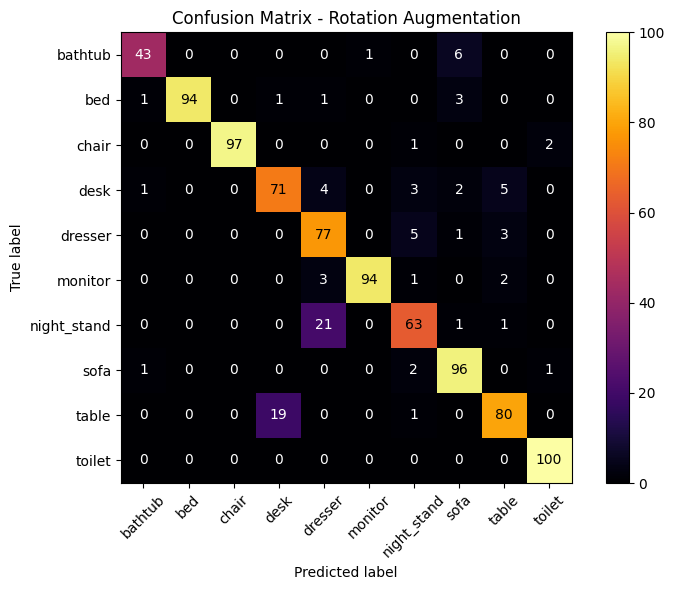 Confusion Matrix - Rotation Augmentation
True label
bathtub 43 0 0 0 0 1 0 6 0 0
bed 1 94 0 1 1 0 0 3 0 0
chair 0 0 97 0 0 0 1 0 0 2
desk 1 0 0 71 4 0 3 2 5 0
dresser 0 0 0 0 77 0 5 1 3 0
monitor 0 0 0 0 3 94 1 0 2 0
night_stand 0 0 0 0 21 0 63 1 1 0
sofa 1 0 0 0 0 0 2 96 0 1
table 0 0 0 19 0 0 1 0 80 0
toilet 0 0 0 0 0 0 0 0 0 100
bathtub bed chair desk dresser monitor night_stand sofa table toilet
Predicted label
100
80
60
40
20
0